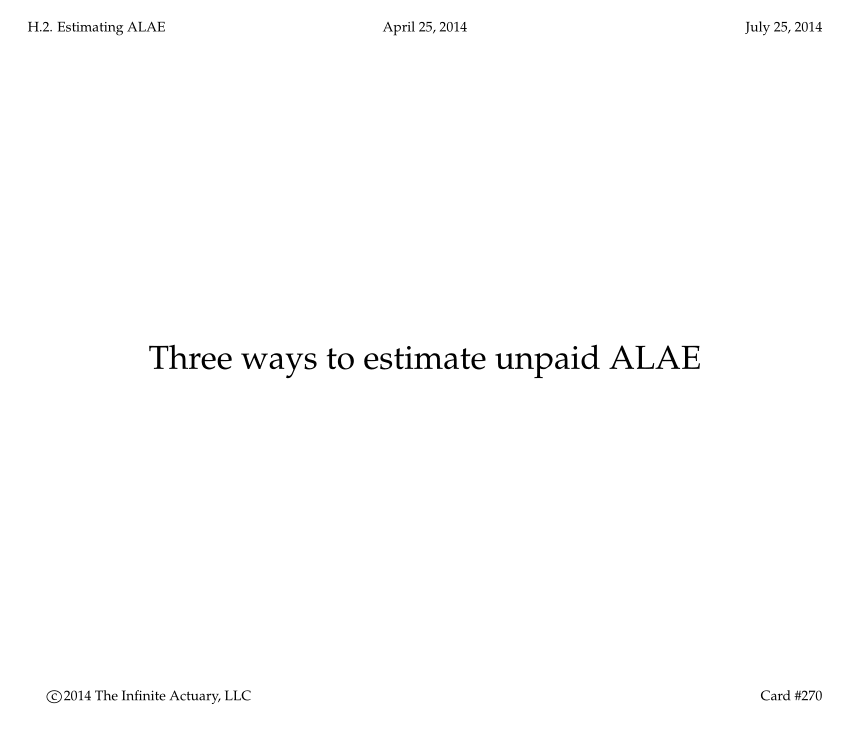 H.2. Estimating ALAE April 25, 2014 July 25, 2014
Three ways to estimate unpaid ALAE
©2014 The Infinite Actuary, LLC Card #270